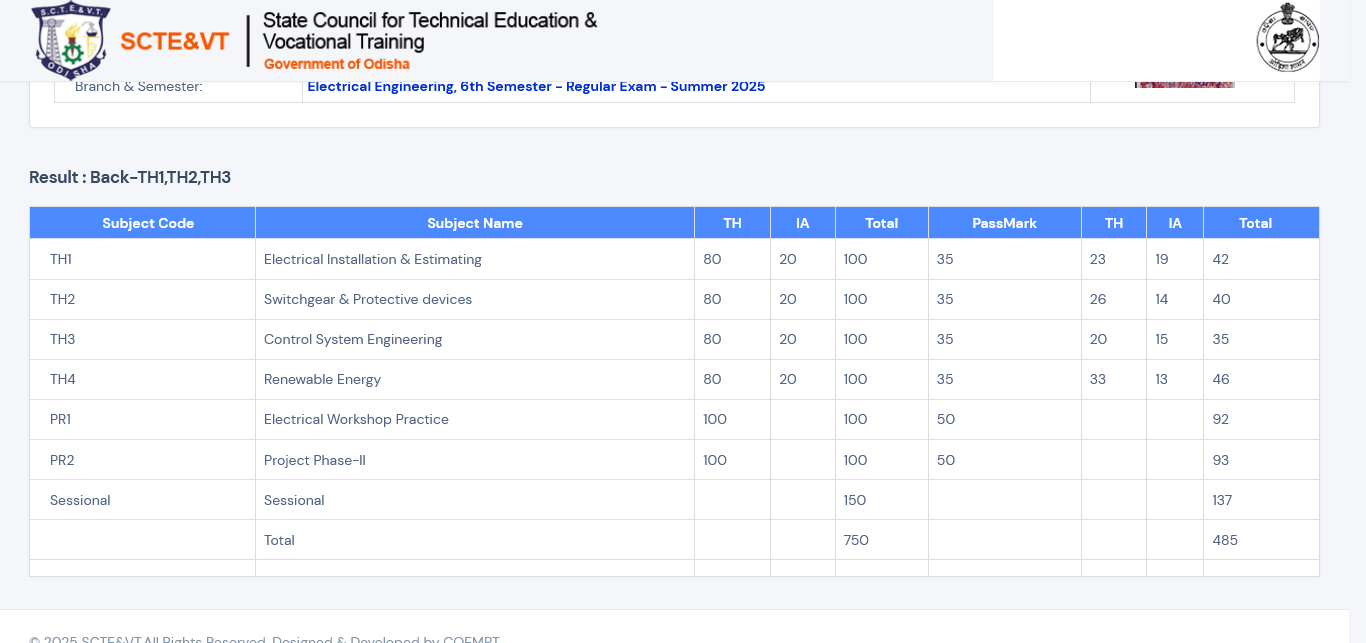 S.C.T.E.&V.T.
ODISHA
SCTE&VT
State Council for Technical Education &
Vocational Training
Government of Odisha
Branch & Semester: Electrical Engineering, 6th Semester - Regular Exam - Summer 2025
Result : Back-TH1,TH2,TH3
Subject Code Subject Name TH IA Total PassMark TH IA Total
TH1 Electrical Installation & Estimating 80 20 100 35 23 19 42
TH2 Switchgear & Protective devices 80 20 100 35 26 14 40
TH3 Control System Engineering 80 20 100 35 20 15 35
TH4 Renewable Energy 80 20 100 35 33 13 46
PR1 Electrical Workshop Practice 100 100 50 92
PR2 Project Phase-II 100 100 50 93
Sessional Sessional 150 137
Total 750 485
© 2025 SCTE&VT.All Rights Reserved. Designed & Developed by COEMPT